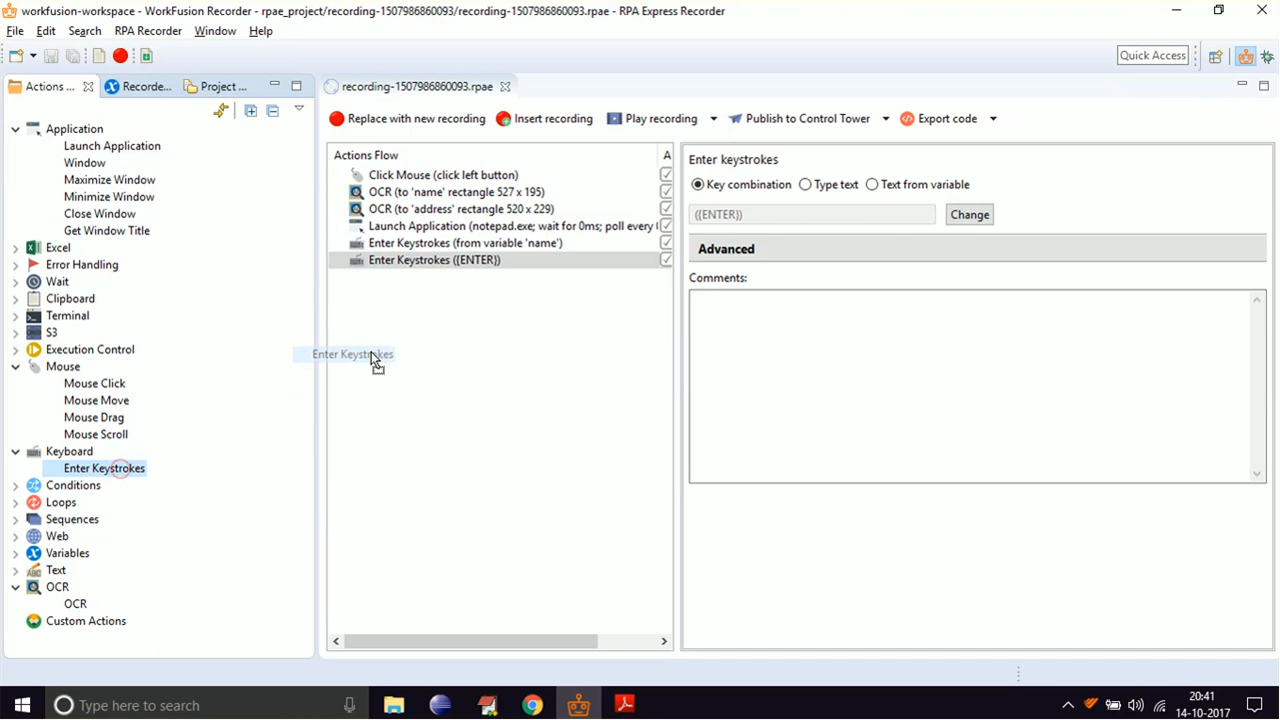 workfusion-workspace - WorkFusion Recorder - rpae_project/recording-1507986860093/recording-1507986860093.rpae - RPA Express Recorder
File Edit Search RPA Recorder Window Help
Quick Access
Actions ... Recorde... Project ...
recording-1507986860093.rpae
Replace with new recording Insert recording Play recording Publish to Control Tower Export code
Application
Launch Application
Window
Maximize Window
Minimize Window
Close Window
Get Window Title
Excel
Error Handling
Wait
Clipboard
Terminal
S3
Execution Control
Mouse
Mouse Click
Mouse Move
Mouse Drag
Mouse Scroll
Keyboard
Enter Keystrokes
Conditions
Loops
Sequences
Web
Variables
Text
OCR
OCR
Custom Actions
Actions Flow A
Click Mouse (click left button)
OCR (to 'name' rectangle 527 x 195)
OCR (to 'address' rectangle 520 x 229)
Launch Application (notepad.exe; wait for 0ms; poll every (
Enter Keystrokes (from variable 'name')
Enter Keystrokes ({ENTER})
Enter Keystrokes
Enter keystrokes
Key combination Type text Text from variable
({ENTER}) Change
Advanced
Comments:
Type here to search
20:41
14-10-2017